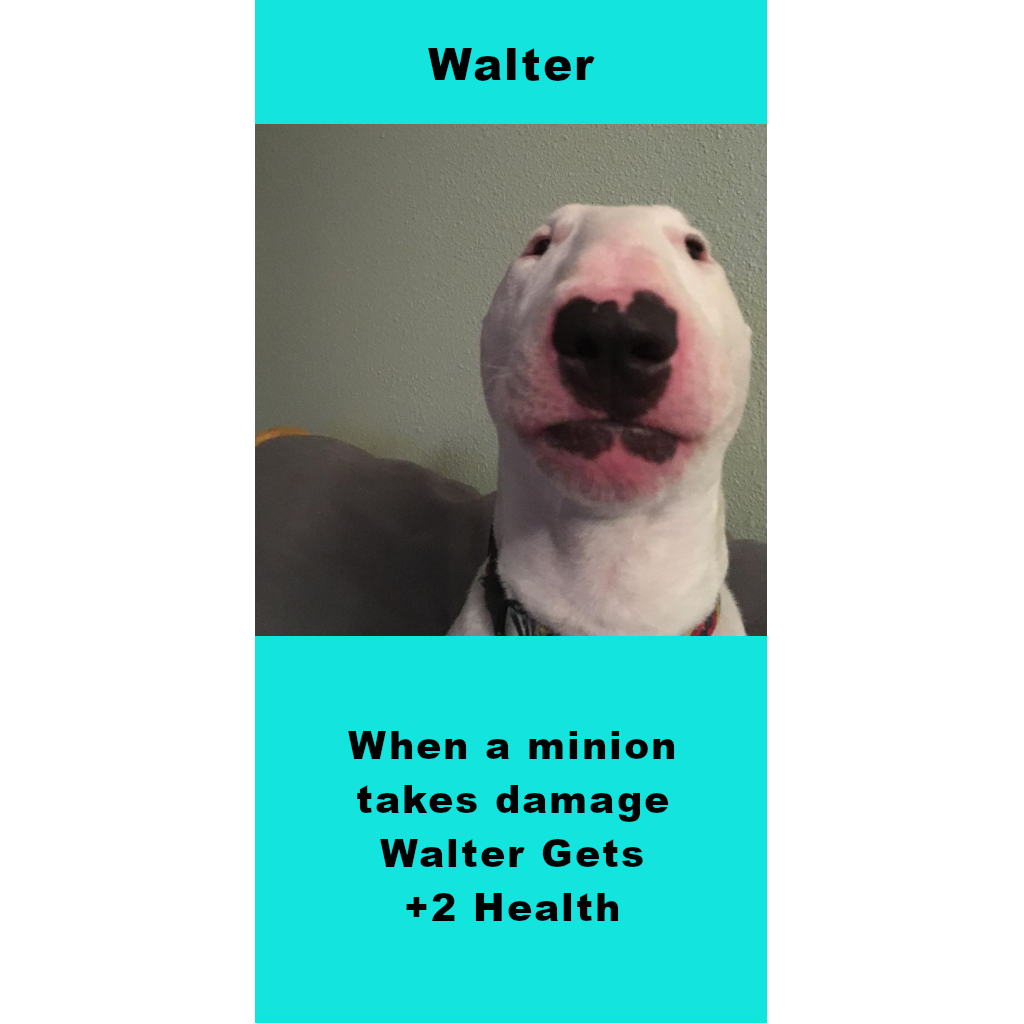 Walter
When a minion
takes damage
Walter Gets
+2 Health